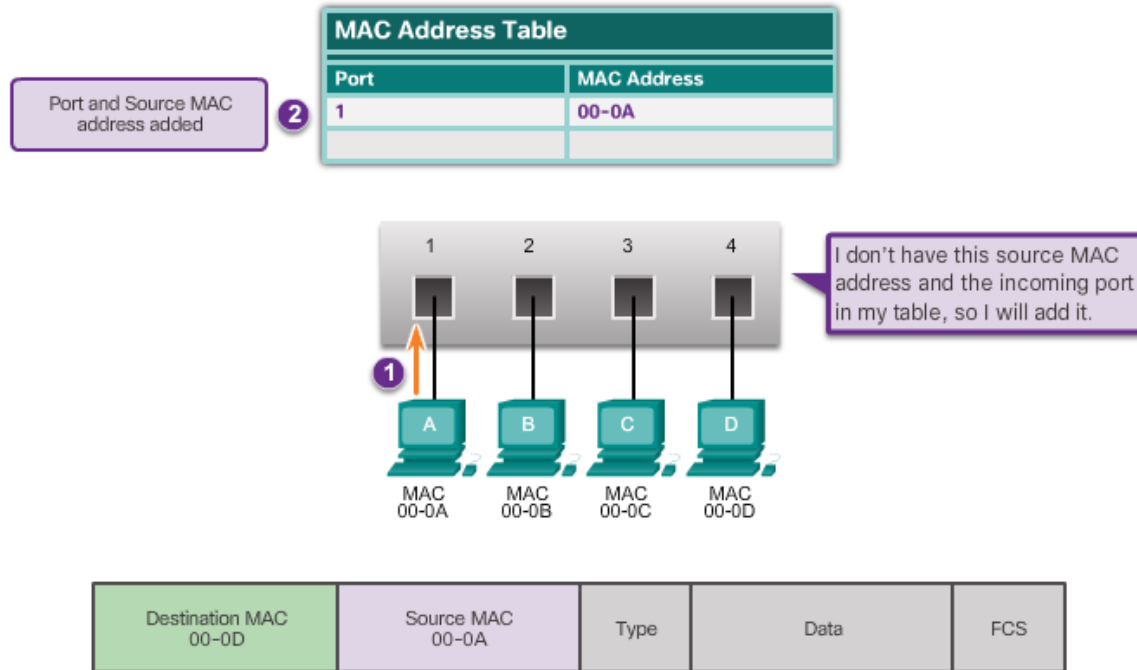 MAC Address Table
Port MAC Address
Port and Source MAC
address added
2
1 00-0A
1 2 3 4
I don't have this source MAC
address and the incoming port
in my table, so I will add it.
1
A B C D
MAC MAC MAC MAC
00-0A 00-0B 00-0C 00-0D
Destination MAC Source MAC Type Data FCS
00-0D 00-0A